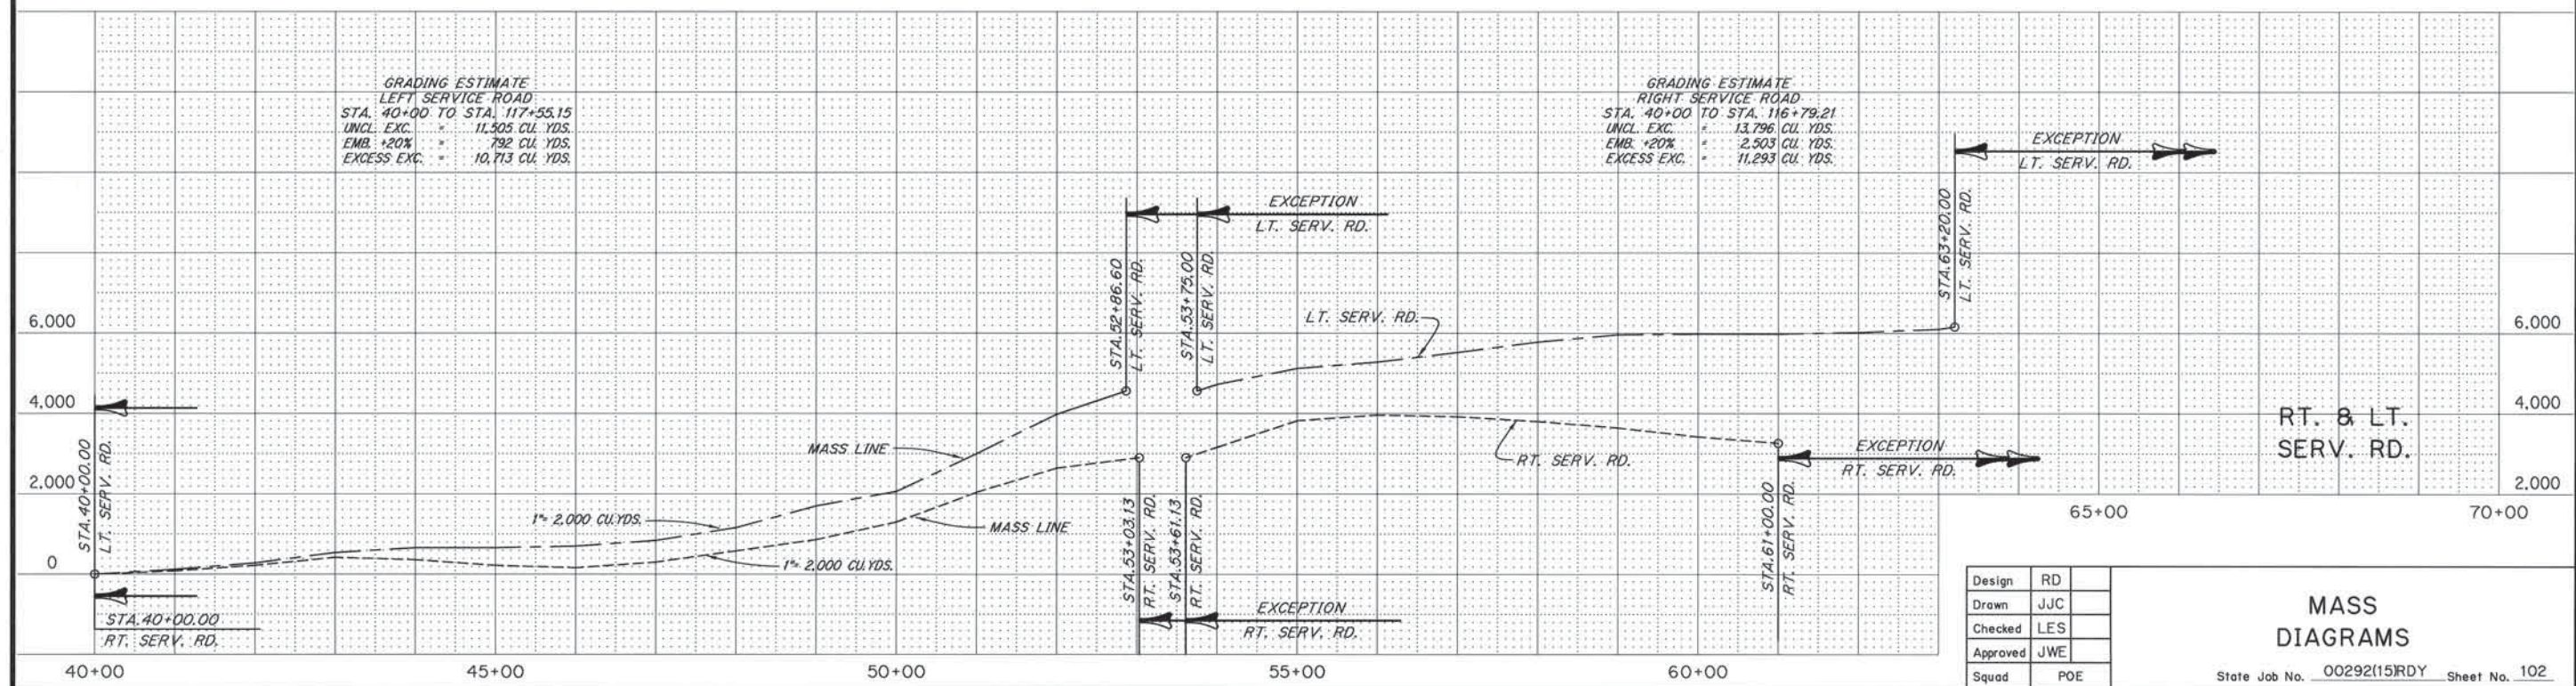 GRADING ESTIMATE
LEFT SERVICE ROAD
STA. 40+00 TO STA. 117+55.15
UNCL. EXC. = 11,505 CU. YDS.
EMB. +20% = 792 CU. YDS.
EXCESS EXC. = 10,713 CU. YDS.
GRADING ESTIMATE
RIGHT SERVICE ROAD
STA. 40+00 TO STA. 116+79.21
UNCL. EXC. = 13,796 CU. YDS.
EMB. +20% = 2,503 CU. YDS.
EXCESS EXC. = 11,293 CU. YDS.
EXCEPTION
LT. SERV. RD.
EXCEPTION
LT. SERV. RD.
STA.52+86.60
LT. SERV. RD.
STA.53+75.00
LT. SERV. RD.
STA.63+20.00
LT. SERV. RD.
LT. SERV. RD.
6,000
6,000
4,000
4,000
2,000
2,000
0
STA.40+00.00
LT. SERV. RD.
MASS LINE
1"= 2,000 CU.YDS.
MASS LINE
1"= 2,000 CU.YDS.
RT. SERV. RD.
EXCEPTION
RT. SERV. RD.
RT. & LT.
SERV. RD.
STA.53+03.13
RT. SERV. RD.
STA.53+61.13
RT. SERV. RD.
STA.61+00.00
RT. SERV. RD.
STA.40+00.00
RT. SERV. RD.
EXCEPTION
RT. SERV. RD.
40+00
45+00
50+00
55+00
60+00
65+00
70+00
Design RD
Drawn JJC
Checked LES
Approved JWE
Squad POE
MASS
DIAGRAMS
State Job No. 00292(15)RDY Sheet No. 102